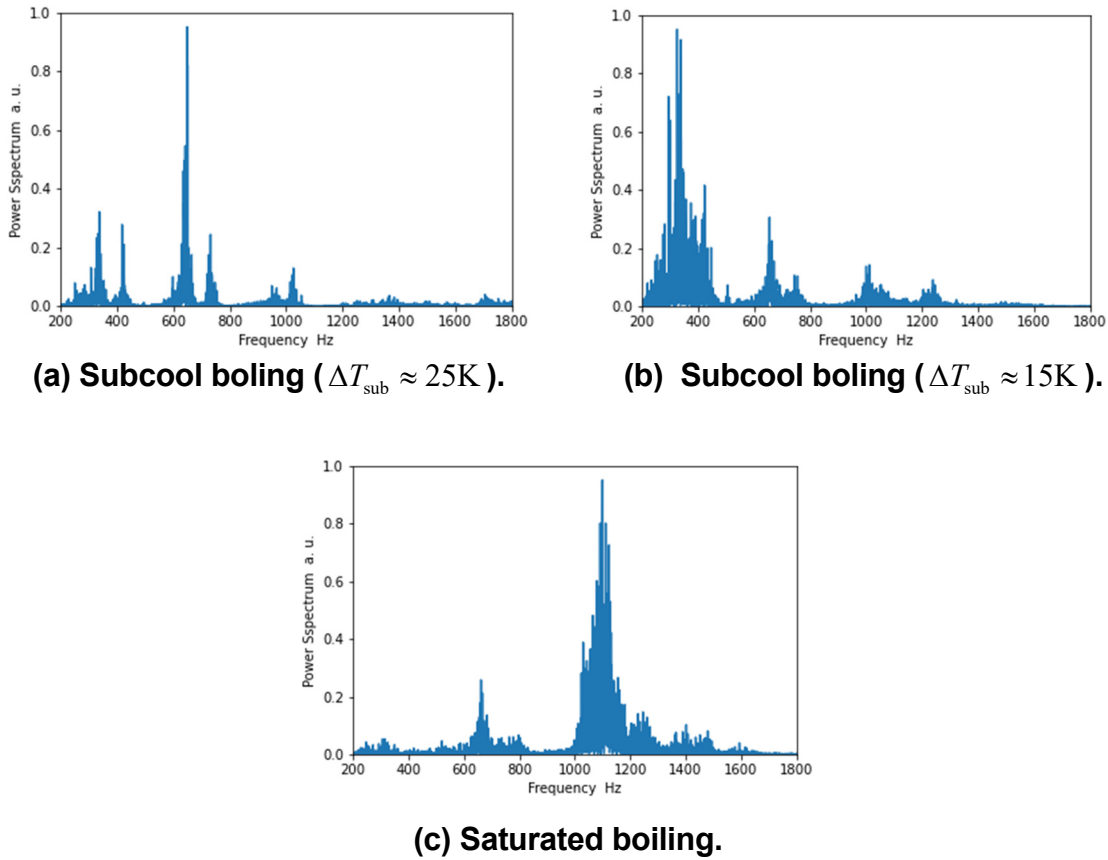 1.0
0.8
0.6
0.4
0.2
0.0
Power Sspectrum a. u.
200 400 600 800 1000 1200 1400 1600 1800
Frequency Hz
(a) Subcool boling ( ΔT_sub ≈ 25K ).
1.0
0.8
0.6
0.4
0.2
0.0
Power Sspectrum a. u.
200 400 600 800 1000 1200 1400 1600 1800
Frequency Hz
(b) Subcool boling ( ΔT_sub ≈ 15K ).
1.0
0.8
0.6
0.4
0.2
0.0
Power Sspectrum a. u.
200 400 600 800 1000 1200 1400 1600 1800
Frequency Hz
(c) Saturated boiling.